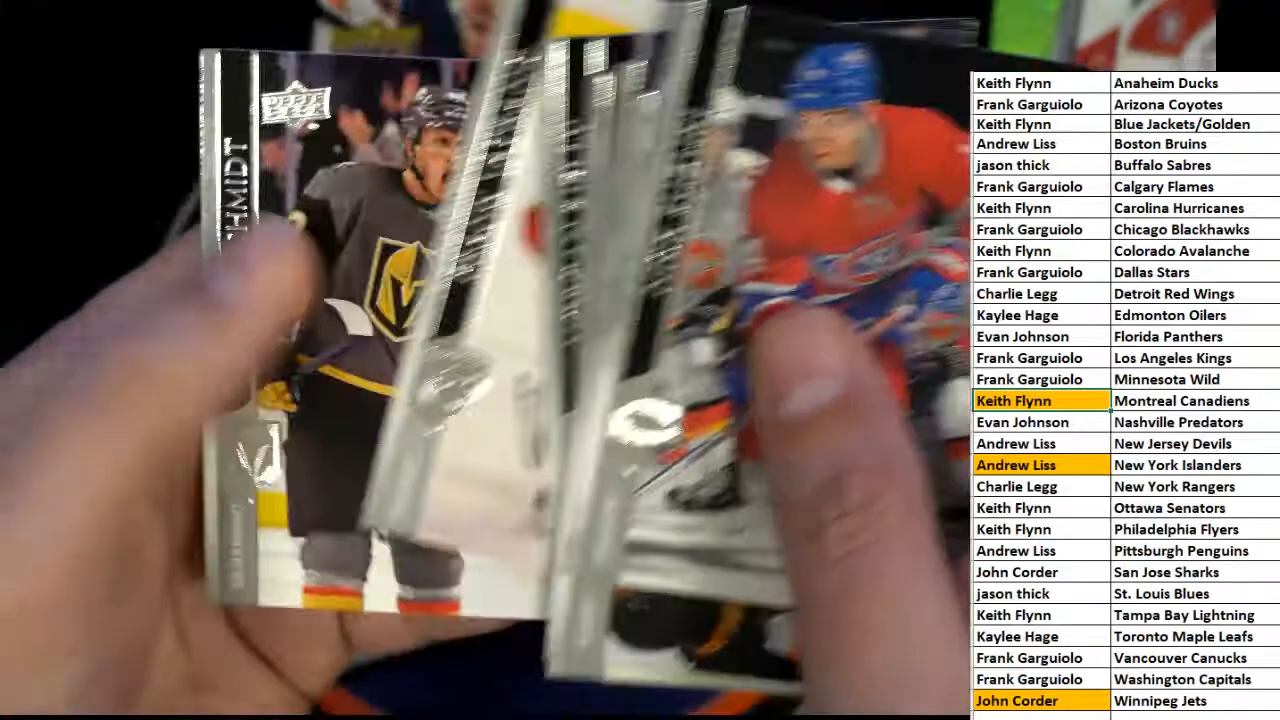 UPPER DECK
HMIDT
Keith Flynn Anaheim Ducks
Frank Garguiolo Arizona Coyotes
Keith Flynn Blue Jackets/Golden
Andrew Liss Boston Bruins
jason thick Buffalo Sabres
Frank Garguiolo Calgary Flames
Keith Flynn Carolina Hurricanes
Frank Garguiolo Chicago Blackhawks
Keith Flynn Colorado Avalanche
Frank Garguiolo Dallas Stars
Charlie Legg Detroit Red Wings
Kaylee Hage Edmonton Oilers
Evan Johnson Florida Panthers
Frank Garguiolo Los Angeles Kings
Frank Garguiolo Minnesota Wild
Keith Flynn Montreal Canadiens
Evan Johnson Nashville Predators
Andrew Liss New Jersey Devils
Andrew Liss New York Islanders
Charlie Legg New York Rangers
Keith Flynn Ottawa Senators
Keith Flynn Philadelphia Flyers
Andrew Liss Pittsburgh Penguins
John Corder San Jose Sharks
jason thick St. Louis Blues
Keith Flynn Tampa Bay Lightning
Kaylee Hage Toronto Maple Leafs
Frank Garguiolo Vancouver Canucks
Frank Garguiolo Washington Capitals
John Corder Winnipeg Jets